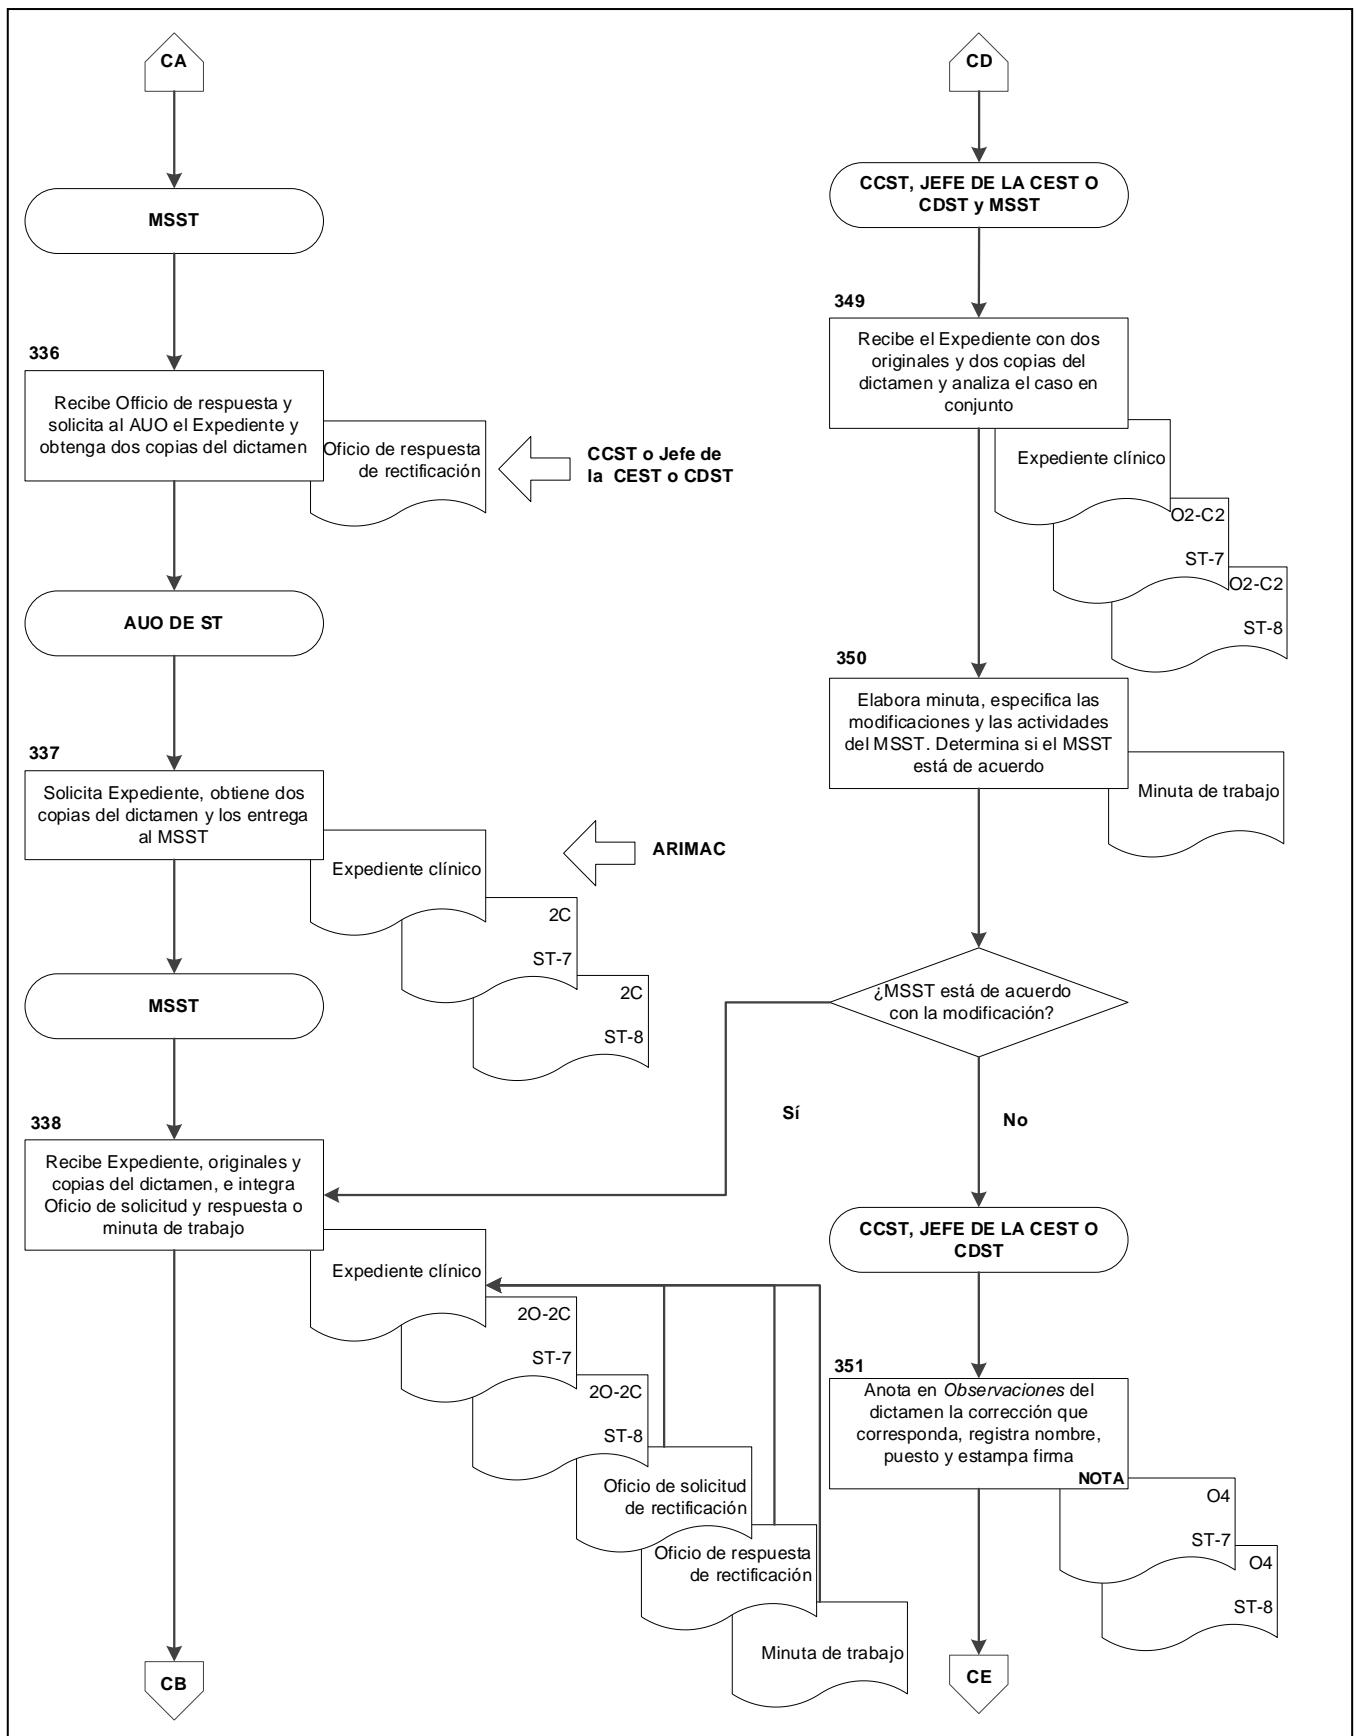 CA
MSST
336
Recibe Officio de respuesta y
solicita al AUO el Expediente y
obtenga dos copias del dictamen
Oficio de respuesta
de rectificación
CCST o Jefe de
la CEST o CDST
AUO DE ST
337
Solicita Expediente, obtiene dos
copias del dictamen y los entrega
al MSST
Expediente clínico
ARIMAC
2C
ST-7
2C
ST-8
MSST
338
Recibe Expediente, originales y
copias del dictamen, e integra
Oficio de solicitud y respuesta o
minuta de trabajo
Expediente clínico
2O-2C
ST-7
2O-2C
ST-8
Oficio de solicitud
de rectificación
Oficio de respuesta
de rectificación
Minuta de trabajo
CB
CD
CCST, JEFE DE LA CEST O
CDST y MSST
349
Recibe el Expediente con dos
originales y dos copias del
dictamen y analiza el caso en
conjunto
Expediente clínico
O2-C2
ST-7
O2-C2
ST-8
350
Elabora minuta, especifica las
modificaciones y las actividades
del MSST. Determina si el MSST
está de acuerdo
Minuta de trabajo
¿MSST está de acuerdo
con la modificación?
Sí
No
CCST, JEFE DE LA CEST O
CDST
351
Anota en Observaciones del
dictamen la corrección que
corresponda, registra nombre,
puesto y estampa firma
NOTA
O4
ST-7
O4
ST-8
CE